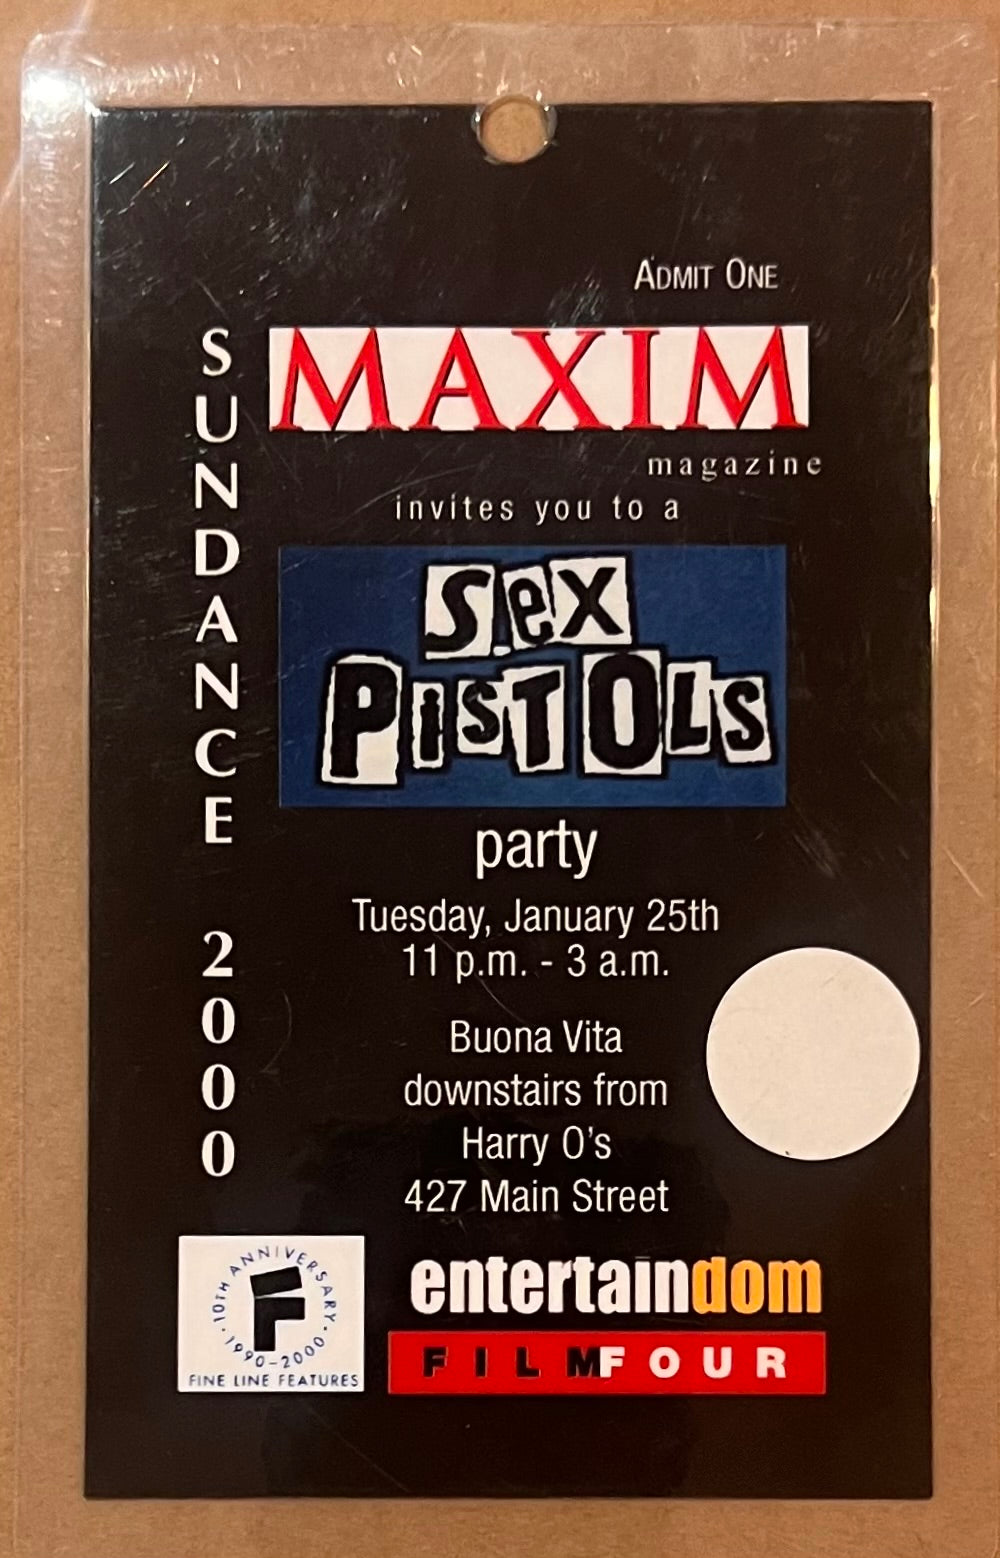 ADMIT ONE
SUNDANCE 2000
MAXIM
magazine
invites you to a
SEX
PISTOLS
party
Tuesday, January 25th
11 p.m. - 3 a.m.
Buona Vita
downstairs from
Harry O's
427 Main Street
10TH ANNIVERSARY · 1990-2000 ·
F
FINE LINE FEATURES
entertaindom
FILMFOUR